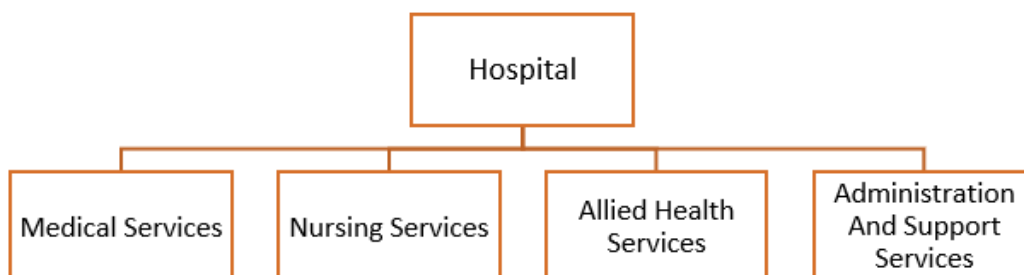 Hospital
Medical Services
Nursing Services
Allied Health
Services
Administration
And Support
Services